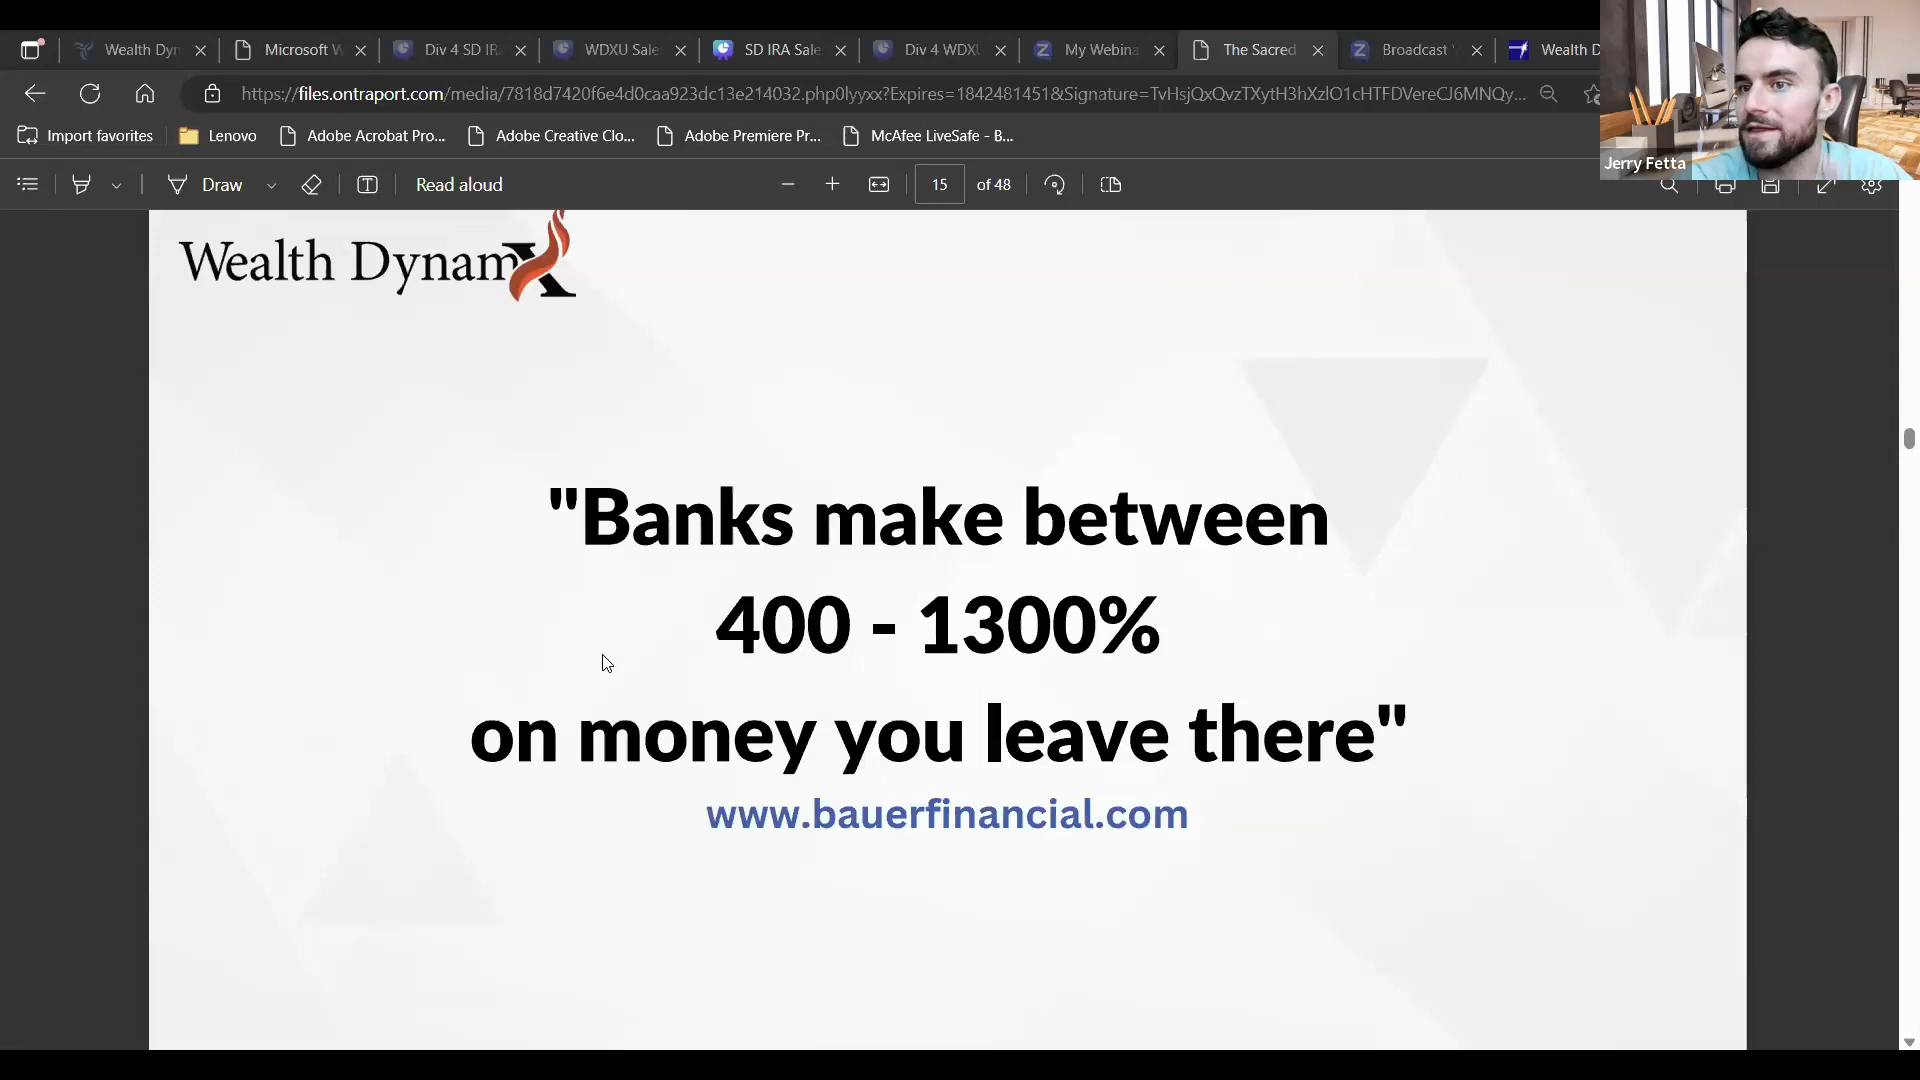 Wealth Dyn
Microsoft W
Div 4 SD IR
WDXU Sale
SD IRA Sale
Div 4 WDXU
My Webina
The Sacred
Broadcast
Wealth D
https://files.ontraport.com/media/7818d7420f6e4d0caa923dc13e214032.php0lyyxx?Expires=1842481451&Signature=TvHsjQxQvzTXytH3hXzlO1cHTFDVereCJ6MNQy...
Import favorites
Lenovo
Adobe Acrobat Pro...
Adobe Creative Clo...
Adobe Premiere Pr...
McAfee LiveSafe - B...
Jerry Fetta
Draw
Read aloud
15 of 48
Wealth DynamX
"Banks make between
400 - 1300%
on money you leave there"
www.bauerfinancial.com